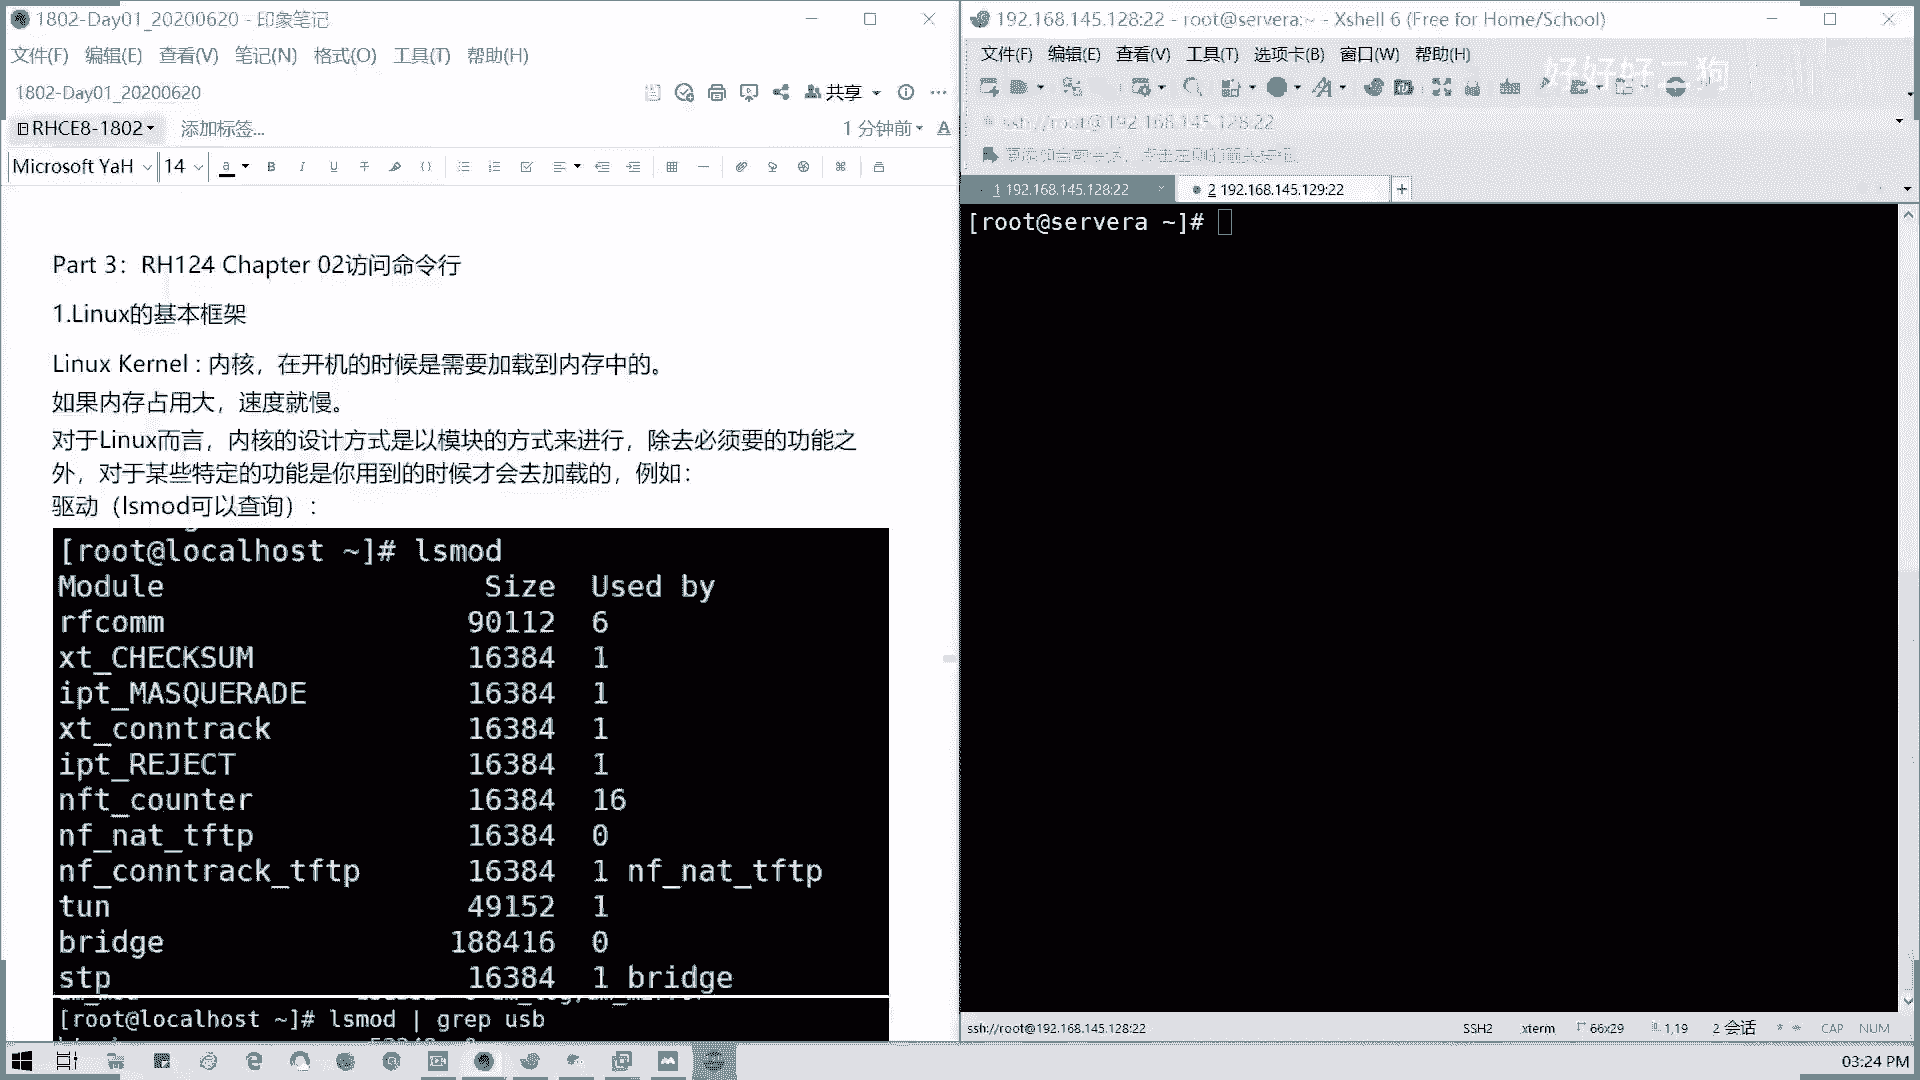 1802-Day01_20200620 - 印象笔记
文件(F) 编辑(E) 查看(V) 笔记(N) 格式(O) 工具(T) 帮助(H)
1802-Day01_20200620
共享
RHCE8-1802
添加标签...
1 分钟前
Microsoft YaH 14
Part 3：RH124 Chapter 02访问命令行
1.Linux的基本框架
Linux Kernel : 内核，在开机的时候是需要加载到内存中的。
如果内存占用大，速度就慢。
对于Linux而言，内核的设计方式是以模块的方式来进行，除去必须要的功能之
外，对于某些特定的功能是你用到的时候才会去加载的，例如：
驱动（lsmod可以查询）：
[root@localhost ~]# lsmod
Module Size Used by
rfcomm 90112 6
xt_CHECKSUM 16384 1
ipt_MASQUERADE 16384 1
xt_conntrack 16384 1
ipt_REJECT 16384 1
nft_counter 16384 16
nf_nat_tftp 16384 0
nf_conntrack_tftp 16384 1 nf_nat_tftp
tun 49152 1
bridge 188416 0
stp 16384 1 bridge
[root@localhost ~]# lsmod | grep usb
192.168.145.128:22 - root@servera:~ - Xshell 6 (Free for Home/School)
文件(F) 编辑(E) 查看(V) 工具(T) 选项卡(B) 窗口(W) 帮助(H)
好好好二狗
ssh://root@192.168.145.128:22
1 192.168.145.128:22
2 192.168.145.129:22
[root@servera ~]#
ssh://root@192.168.145.128:22
SSH2 xterm 66x29 1,19 2 会话 CAP NUM
03:24 PM